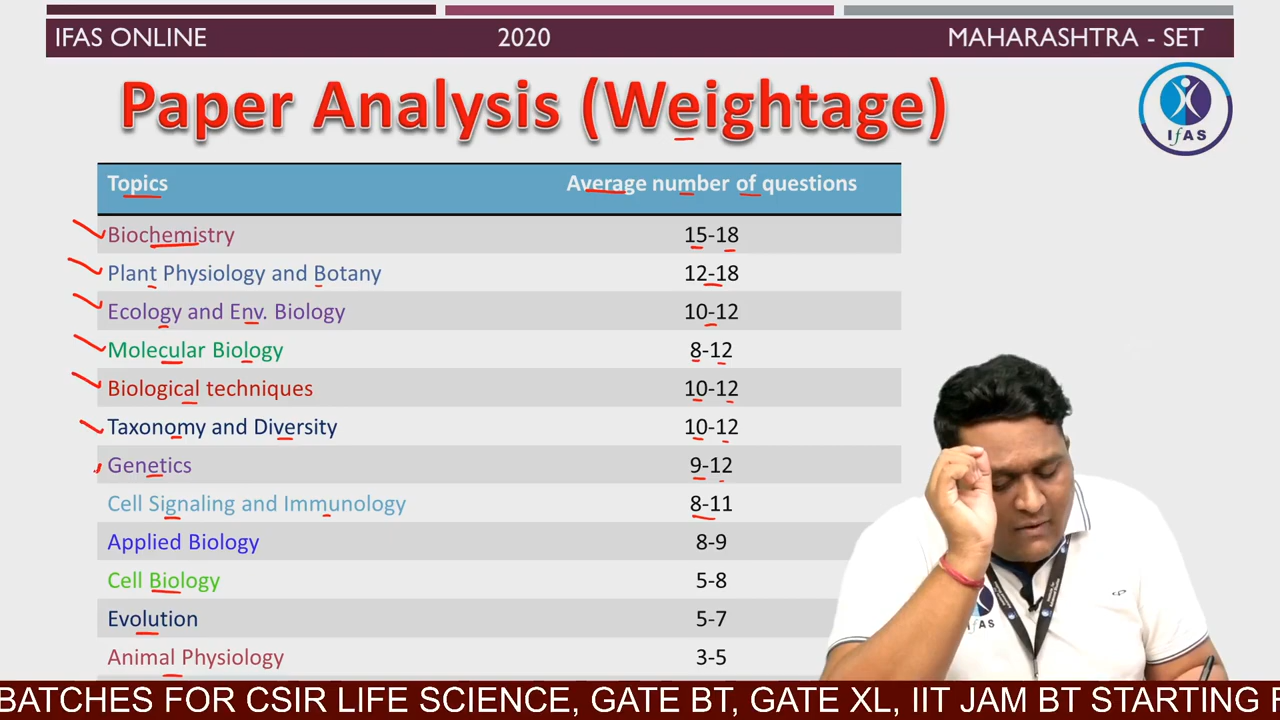 IFAS ONLINE 2020 MAHARASHTRA - SET
Paper Analysis (Weightage)
IfAS
Topics Average number of questions
Biochemistry 15-18
Plant Physiology and Botany 12-18
Ecology and Env. Biology 10-12
Molecular Biology 8-12
Biological techniques 10-12
Taxonomy and Diversity 10-12
Genetics 9-12
Cell Signaling and Immunology 8-11
Applied Biology 8-9
Cell Biology 5-8
Evolution 5-7
Animal Physiology 3-5
IfAS
BATCHES FOR CSIR LIFE SCIENCE, GATE BT, GATE XL, IIT JAM BT STARTING